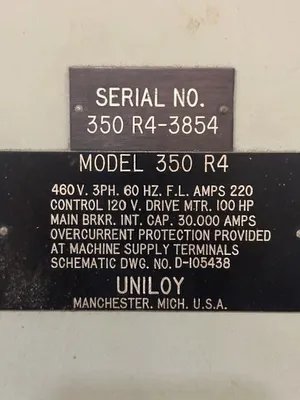 SERIAL NO.
350 R4-3854
MODEL 350 R4
460 V. 3PH. 60 HZ. F.L. AMPS 220
CONTROL 120 V. DRIVE MTR. 100 HP
MAIN BRKR. INT. CAP. 30.000 AMPS
OVERCURRENT PROTECTION PROVIDED
AT MACHINE SUPPLY TERMINALS
SCHEMATIC DWG. NO. D-105438
UNILOY
MANCHESTER. MICH. U.S.A.